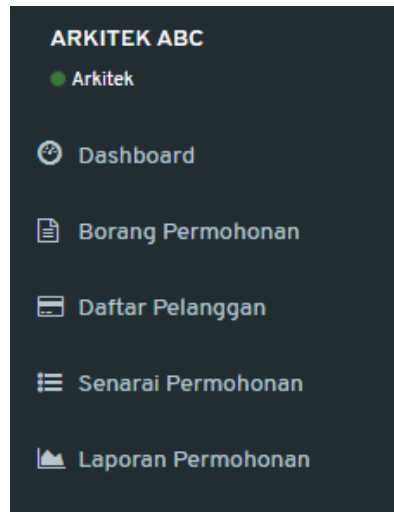 ARKITEK ABC
Arkitek
Dashboard
Borang Permohonan
Daftar Pelanggan
Senarai Permohonan
Laporan Permohonan